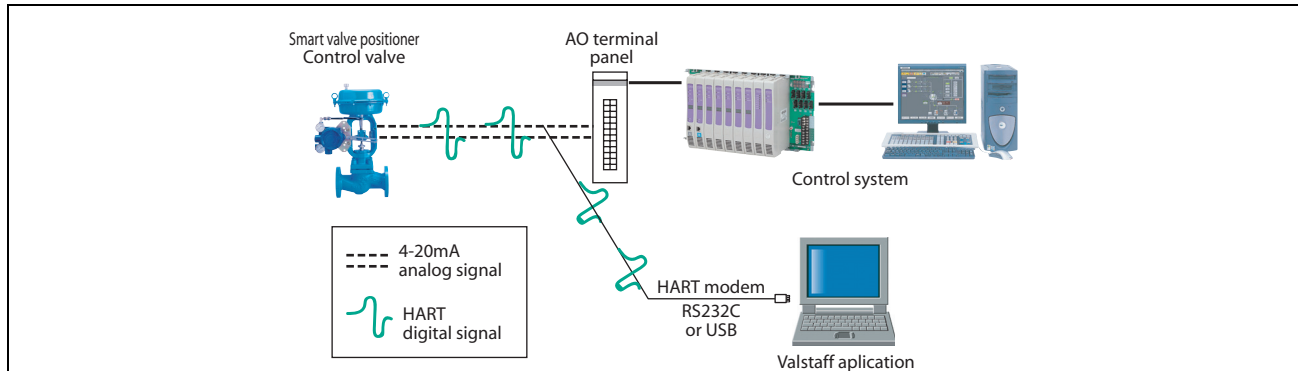 Smart valve positioner
Control valve
AO terminal
panel
Control system
4-20mA
analog signal
HART
digital signal
HART modem
RS232C
or USB
Valstaff aplication